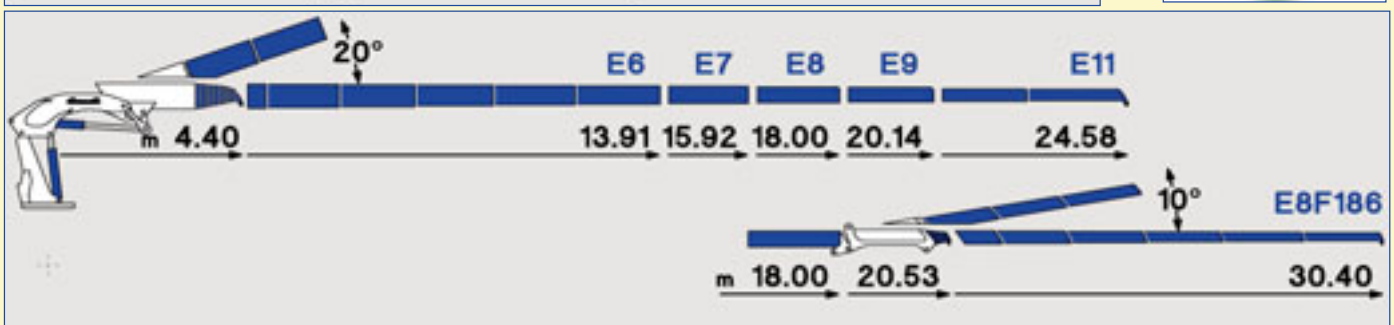 20°
E6 E7 E8 E9 E11
m 4.40 13.91 15.92 18.00 20.14 24.58
10°
E8F186
m 18.00 20.53 30.40